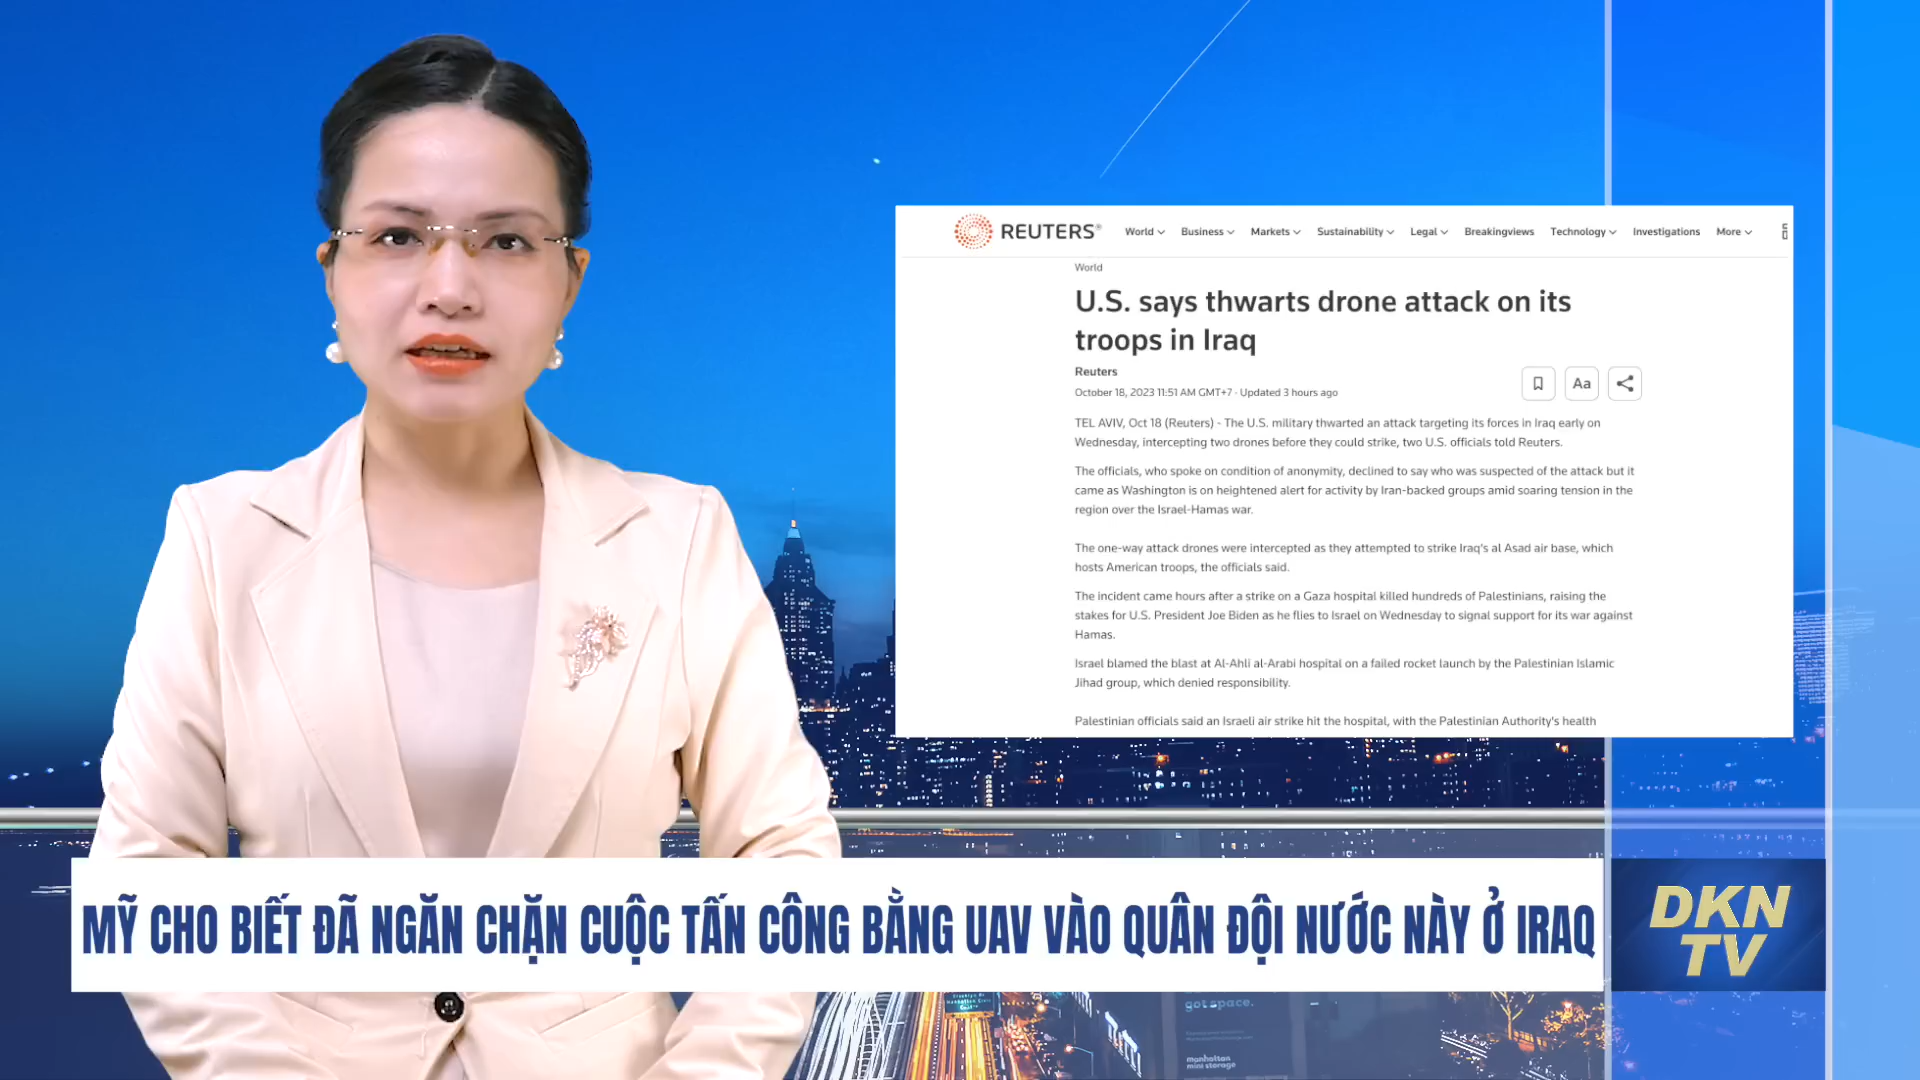 REUTERS®
World Business Markets Sustainability Legal Breakingviews Technology Investigations More
World
U.S. says thwarts drone attack on its
troops in Iraq
Reuters
October 18, 2023 11:51 AM GMT+7 · Updated 3 hours ago
Aa
TEL AVIV, Oct 18 (Reuters) - The U.S. military thwarted an attack targeting its forces in Iraq early on
Wednesday, intercepting two drones before they could strike, two U.S. officials told Reuters.
The officials, who spoke on condition of anonymity, declined to say who was suspected of the attack but it
came as Washington is on heightened alert for activity by Iran-backed groups amid soaring tension in the
region over the Israel-Hamas war.
The one-way attack drones were intercepted as they attempted to strike Iraq's al Asad air base, which
hosts American troops, the officials said.
The incident came hours after a strike on a Gaza hospital killed hundreds of Palestinians, raising the
stakes for U.S. President Joe Biden as he flies to Israel on Wednesday to signal support for its war against
Hamas.
Israel blamed the blast at Al-Ahli al-Arabi hospital on a failed rocket launch by the Palestinian Islamic
Jihad group, which denied responsibility.
Palestinian officials said an Israeli air strike hit the hospital, with the Palestinian Authority's health
MỸ CHO BIẾT ĐÃ NGĂN CHẶN CUỘC TẤN CÔNG BẰNG UAV VÀO QUÂN ĐỘI NƯỚC NÀY Ở IRAQ
DKN
TV
got space.
manhattan
mini storage